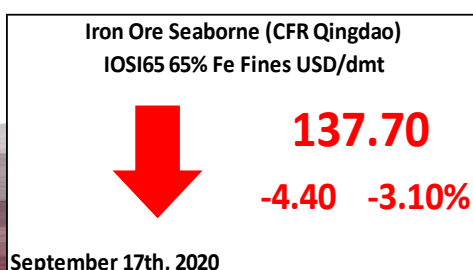 Iron Ore Seaborne (CFR Qingdao)
IOSI65 65% Fe Fines USD/dmt
137.70
-4.40 -3.10%
September 17th, 2020